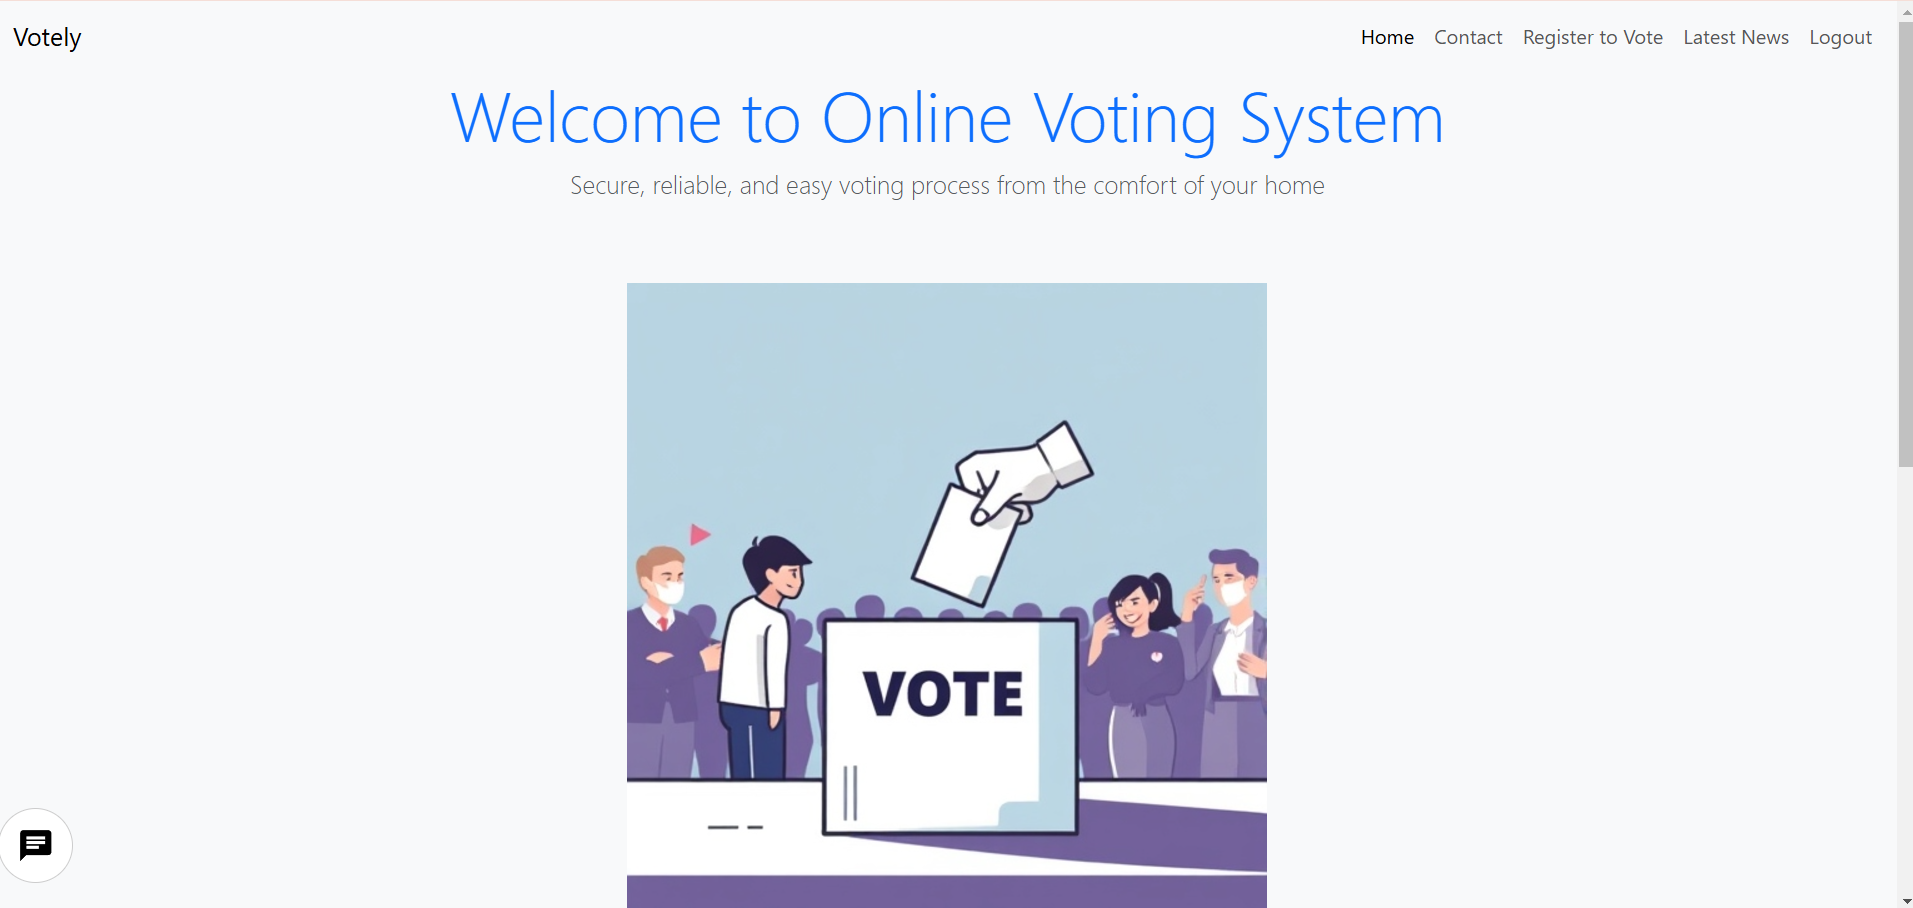 Votely
Home Contact Register to Vote Latest News Logout
Welcome to Online Voting System
Secure, reliable, and easy voting process from the comfort of your home
VOTE